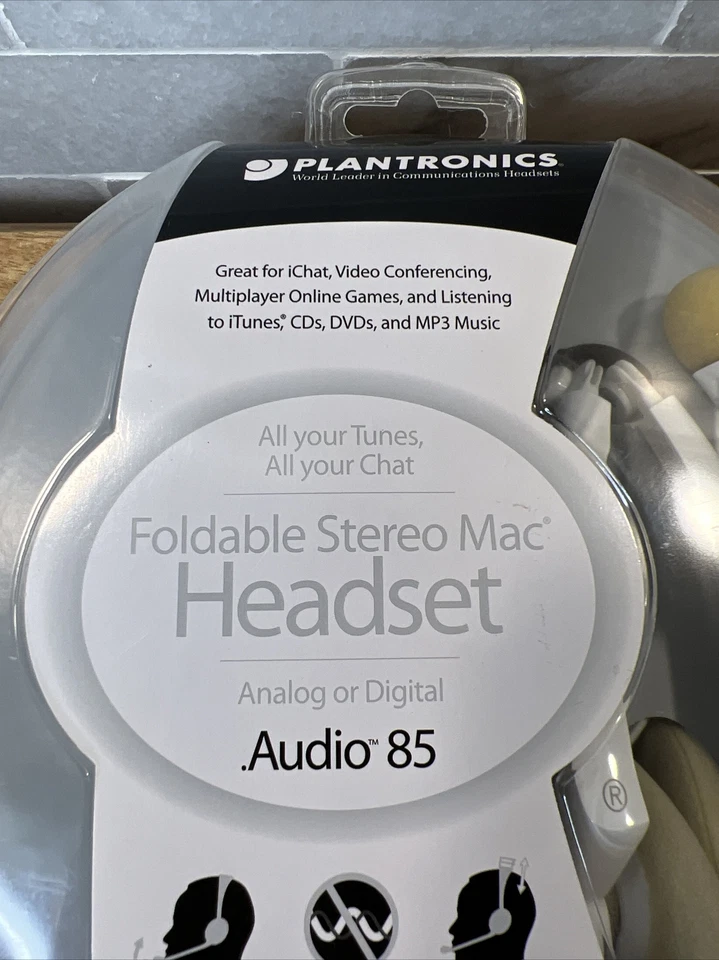 PLANTRONICS®
World Leader in Communications Headsets
Great for iChat, Video Conferencing,
Multiplayer Online Games, and Listening
to iTunes,® CDs, DVDs, and MP3 Music
All your Tunes,
All your Chat
Foldable Stereo Mac®
Headset
Analog or Digital
.Audio™ 85
®